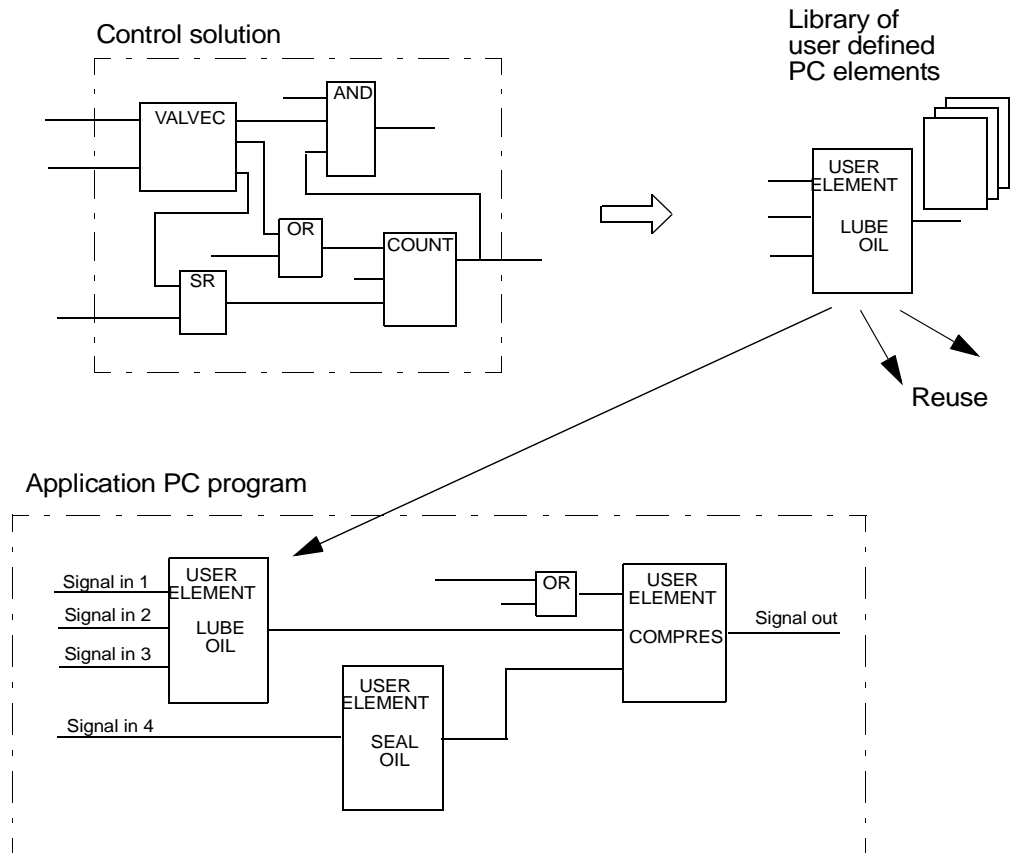 Control solution
VALVEC
AND
OR
COUNT
SR
Library of
user defined
PC elements
USER
ELEMENT
LUBE
OIL
Reuse
Application PC program
Signal in 1
Signal in 2
Signal in 3
Signal in 4
USER
ELEMENT
LUBE
OIL
USER
ELEMENT
SEAL
OIL
OR
USER
ELEMENT
COMPRES
Signal out